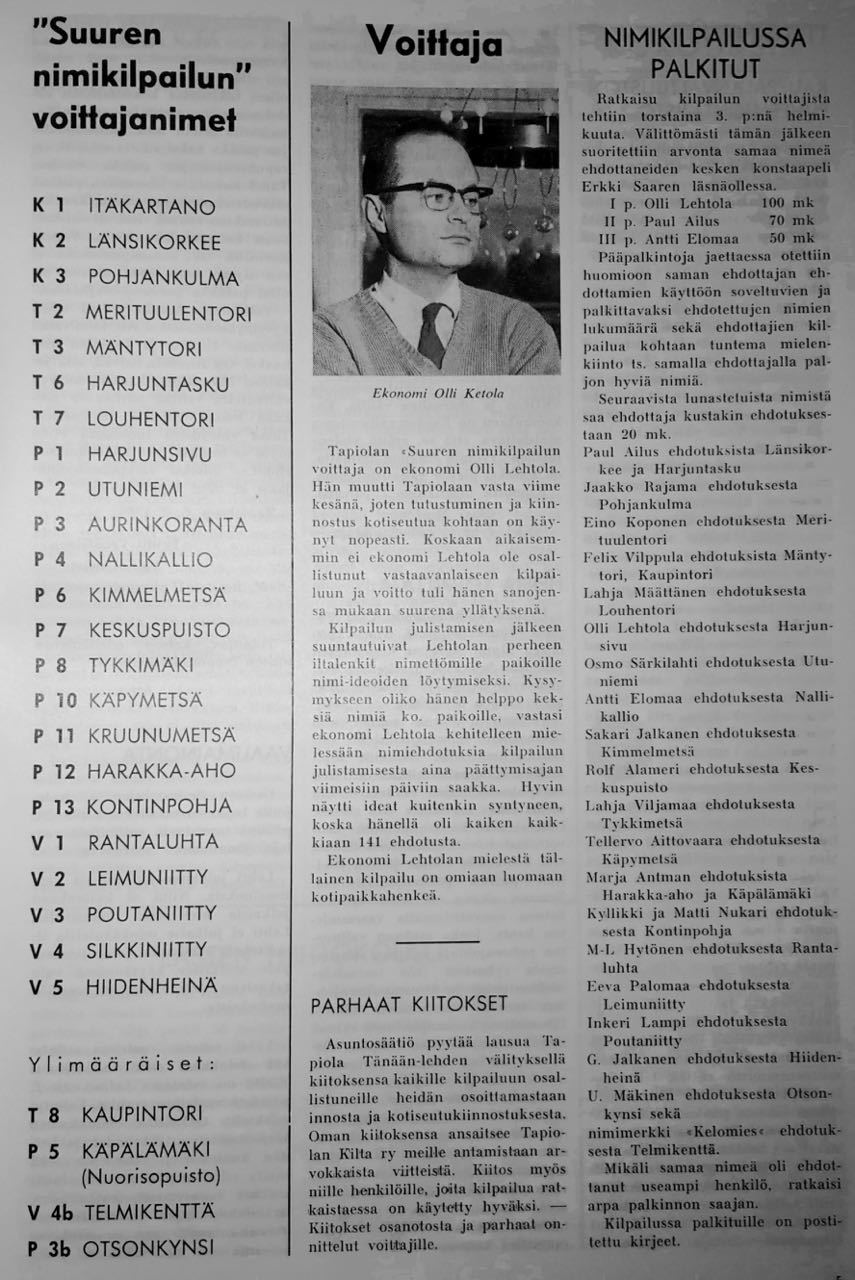 "Suuren
nimikilpailun"
voittajanimet
K 1 ITÄKARTANO
K 2 LÄNSIKORKEE
K 3 POHJANKULMA
T 2 MERITUULENTORI
T 3 MÄNTYTORI
T 6 HARJUNTASKU
T 7 LOUHENTORI
P 1 HARJUNSIVU
P 2 UTUNIEMI
P 3 AURINKORANTA
P 4 NALLIKALLIO
P 6 KIMMELMETSÄ
P 7 KESKUSPUISTO
P 8 TYKKIMÄKI
P 10 KÄPYMETSÄ
P 11 KRUUNUMETSÄ
P 12 HARAKKA-AHO
P 13 KONTINPOHJA
V 1 RANTALUHTA
V 2 LEIMUNIITTY
V 3 POUTANIITTY
V 4 SILKKINIITTY
V 5 HIIDENHEINÄ
Ylimääräiset:
T 8 KAUPINTORI
P 5 KÄPÄLÄMÄKI
(Nuorisopuisto)
V 4b TELMIKENTTÄ
P 3b OTSONKYNSI
Voittaja
Ekonomi Olli Ketola
Tapiolan «Suuren nimikilpailun
voittaja on ekonomi Olli Lehtola.
Hän muutti Tapiolaan vasta viime
kesänä, joten tutustuminen ja kiin-
nostus kotiseutua kohtaan on käy-
nyt nopeasti. Koskaan aikaisem-
min ei ekonomi Lehtola ole osal-
listunut vastaavanlaiseen kilpai-
luun ja voitto tuli hänen sanojen-
sa mukaan suurena yllätyksenä.
Kilpailun julistamisen jälkeen
suuntautuivat Lehtolan perheen
iltalenkit nimettömille paikoille
nimi-ideoiden löytymiseksi. Kysy-
mykseen oliko hänen helppo kek-
siä nimiä ko. paikoille, vastasi
ekonomi Lehtola kehitelleen mie-
lessään nimiehdotuksia kilpailun
julistamisesta aina päättymisajan
viimeisiin päiviin saakka. Hyvin
näytti ideat kuitenkin syntyneen,
koska hänellä oli kaiken kaik-
kiaan 141 ehdotusta.
Ekonomi Lehtolan mielestä täl-
lainen kilpailu on omiaan luomaan
kotipaikkahenkeä.
PARHAAT KIITOKSET
Asuntosäätiö pyytää lausua Ta-
piola Tänään-lehden välityksellä
kiitoksensa kaikille kilpailuun osal-
listuneille heidän osoittamastaan
innosta ja kotiseutukiinnostuksesta.
Oman kiitoksensa ansaitsee Tapio-
lan Kilta ry meille antamistaan ar-
vokkaista viitteistä. Kiitos myös
niille henkilöille, joita kilpailua rat-
kaistaessa on käytetty hyväksi. —
Kiitokset osanotosta ja parhaat on-
nittelut voittajille.
NIMIKILPAILUSSA
PALKITUT
Ratkaisu kilpailun voittajista
tehtiin torstaina 3. p:nä helmi-
kuuta. Välittömästi tämän jälkeen
suoritettiin arvonta samaa nimeä
ehdottaneiden kesken konstaapeli
Erkki Saaren läsnäollessa.
I p. Olli Lehtola 100 mk
II p. Paul Ailus 70 mk
III p. Antti Elomaa 50 mk
Pääpalkintoja jaettaessa otettiin
huomioon saman ehdottajan eh-
dottamien käyttöön soveltuvien ja
palkittavaksi ehdotettujen nimien
lukumäärä sekä ehdottajien kil-
pailua kohtaan tuntema mielen-
kiinto ts. samalla ehdottajalla pal-
jon hyviä nimiä.
Seuraavista lunastetuista nimistä
saa ehdottaja kustakin ehdotukses-
taan 20 mk.
Paul Ailus ehdotuksista Länsikor-
kee ja Harjuntasku
Jaakko Rajama ehdotuksesta
Pohjankulma
Eino Koponen ehdotuksesta Meri-
tuulentori
Felix Vilppula ehdotuksista Mänty-
tori, Kaupintori
Lahja Määttänen ehdotuksesta
Louhentori
Olli Lehtola ehdotuksesta Harjun-
sivu
Osmo Särkilahti ehdotuksesta Utu-
niemi
Antti Elomaa ehdotuksesta Nalli-
kallio
Sakari Jalkanen ehdotuksesta
Kimmelmetsä
Rolf Alameri ehdotuksesta Kes-
kuspuisto
Lahja Viljamaa ehdotuksesta
Tykkimetsä
Tellervo Aittovaara ehdotuksesta
Käpymetsä
Marja Antman ehdotuksista
Harakka-aho ja Käpälämäki
Kyllikki ja Matti Nukari ehdotuk-
sesta Kontinpohja
M-L Hytönen ehdotuksesta Ranta-
luhta
Eeva Palomaa ehdotuksesta
Leimuniitty
Inkeri Lampi ehdotuksesta
Poutaniitty
G. Jalkanen ehdotuksesta Hiiden-
heinä
U. Mäkinen ehdotuksesta Otson-
kynsi sekä
nimimerkki «Kelomies« ehdotuk-
sesta Telmikenttä.
Mikäli samaa nimeä oli ehdot-
tanut useampi henkilö, ratkaisi
arpa palkinnon saajan.
Kilpailussa palkituille on posti-
tettu kirjeet.